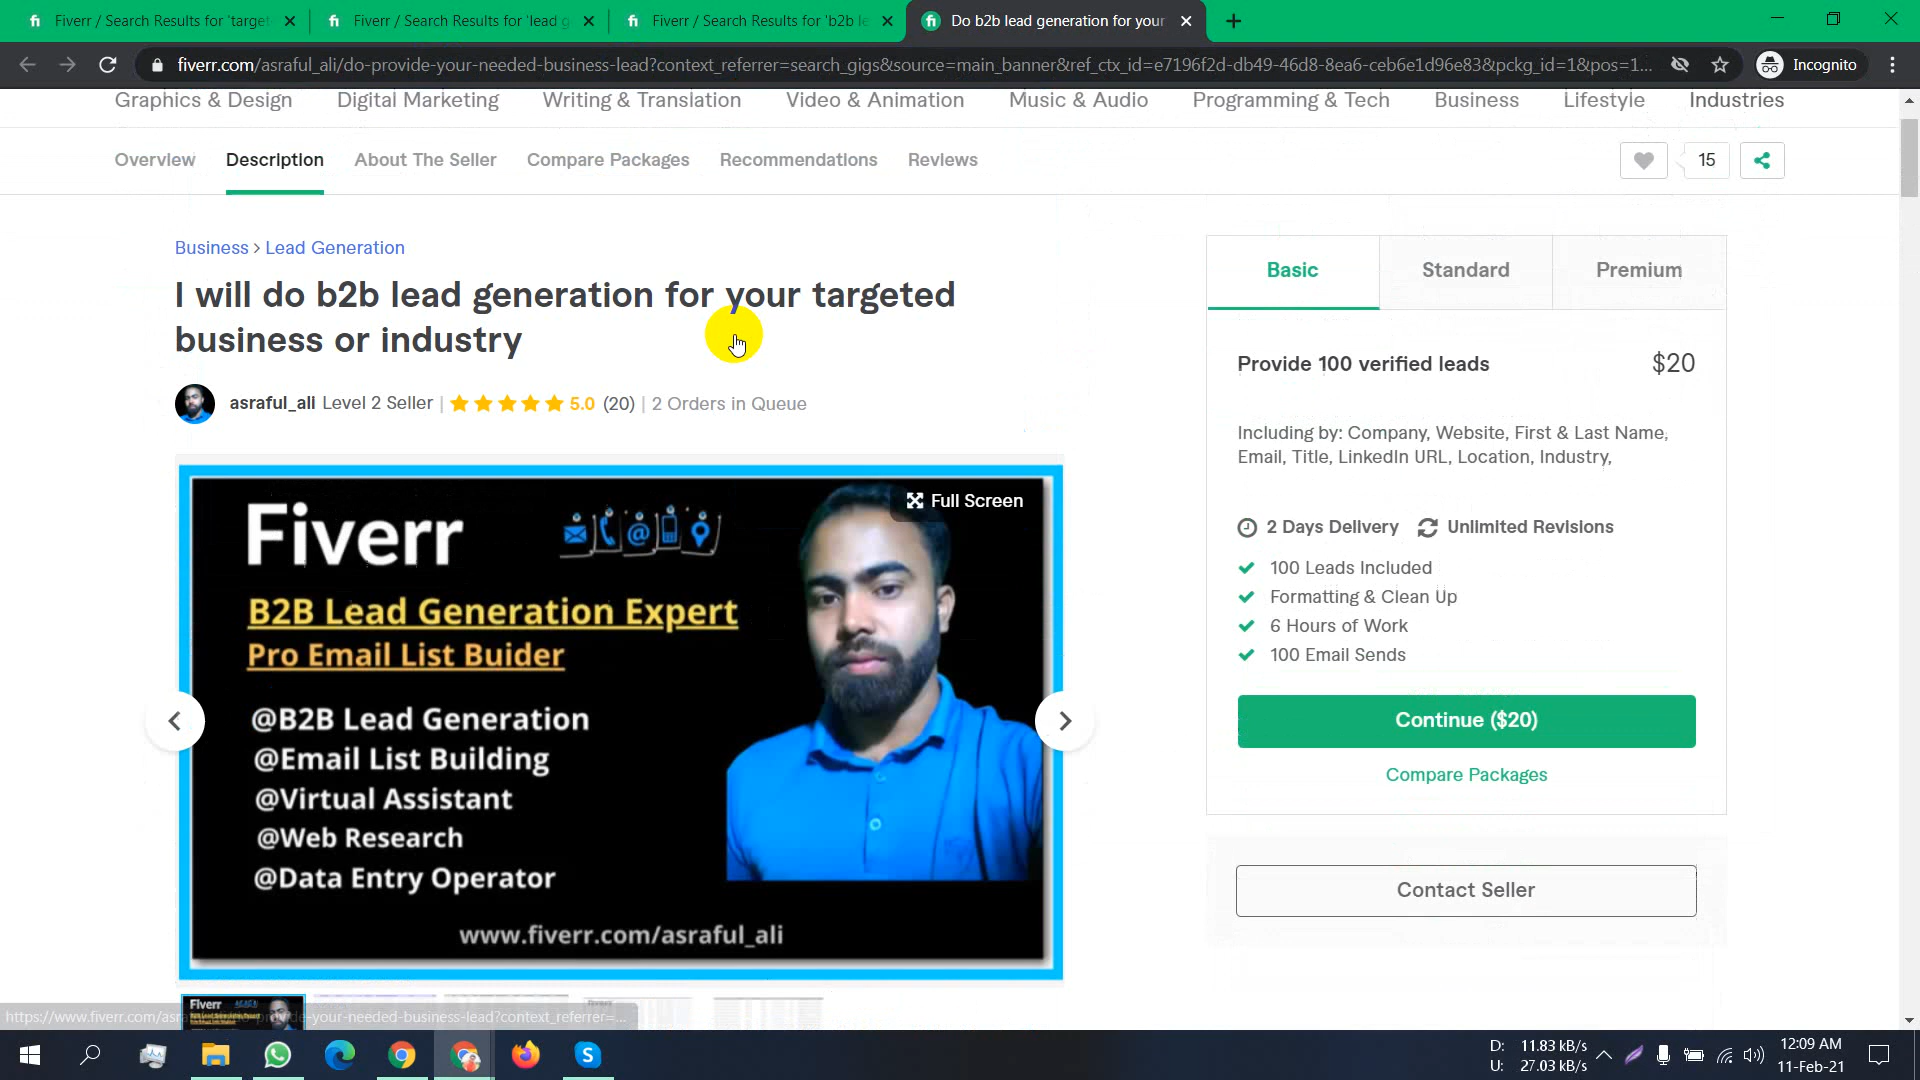 Fiverr / Search Results for 'target
Fiverr / Search Results for 'lead g
Fiverr / Search Results for 'b2b le
Do b2b lead generation for your
fiverr.com/asraful_ali/do-provide-your-needed-business-lead?context_referrer=search_gigs&source=main_banner&ref_ctx_id=e7196f2d-db49-46d8-8ea6-ceb6e1d96e83&pckg_id=1&pos=1...
Incognito
Graphics & Design
Digital Marketing
Writing & Translation
Video & Animation
Music & Audio
Programming & Tech
Business
Lifestyle
Industries
Overview
Description
About The Seller
Compare Packages
Recommendations
Reviews
15
Business > Lead Generation
I will do b2b lead generation for your targeted
business or industry
asraful_ali Level 2 Seller | 5.0 (20) | 2 Orders in Queue
Full Screen
Fiverr
B2B Lead Generation Expert
Pro Email List Buider
@B2B Lead Generation
@Email List Building
@Virtual Assistant
@Web Research
@Data Entry Operator
www.fiverr.com/asraful_ali
Basic
Standard
Premium
Provide 100 verified leads
$20
Including by: Company, Website, First & Last Name,
Email, Title, LinkedIn URL, Location, Industry,
2 Days Delivery
Unlimited Revisions
100 Leads Included
Formatting & Clean Up
6 Hours of Work
100 Email Sends
Continue ($20)
Compare Packages
Contact Seller
Fiverr
D: 11.83 kB/s
U: 27.03 kB/s
12:09 AM
11-Feb-21